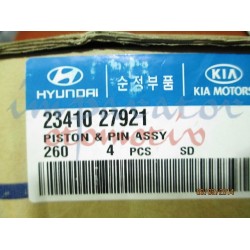 HYUNDAI
순정부품
KIA
KIA MOTORS
23410 27921
PISTON & PIN ASSY
260 4 PCS SD